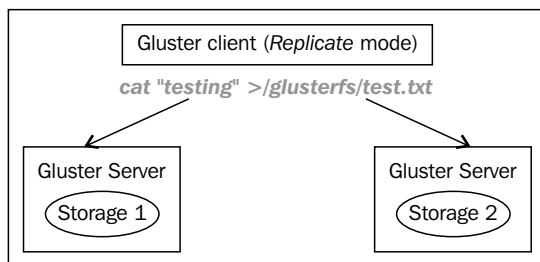 Gluster client (Replicate mode)
cat "testing" >/glusterfs/test.txt
Gluster Server
Storage 1
Gluster Server
Storage 2